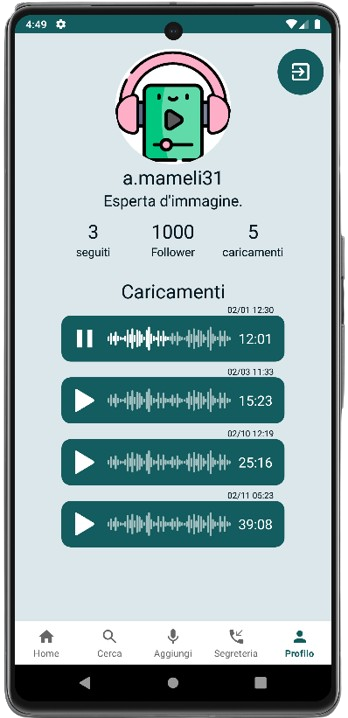 4:49
a.mameli31
Esperta d'immagine.
3 1000 5
seguiti Follower caricamenti
Caricamenti
02/01 12:30
12:01
02/03 11:33
15:23
02/10 12:19
25:16
02/11 05:23
39:08
Home Cerca Aggiungi Segreteria Profilo